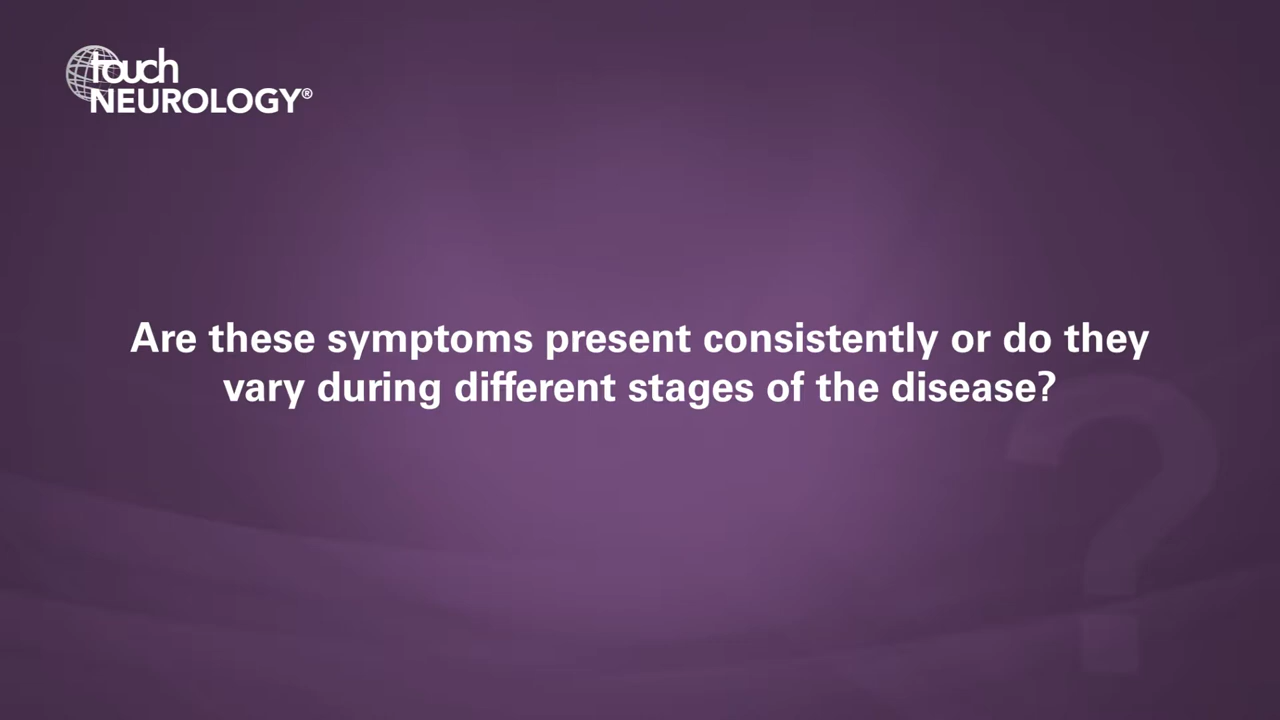 touch
NEUROLOGY®
Are these symptoms present consistently or do they
vary during different stages of the disease?